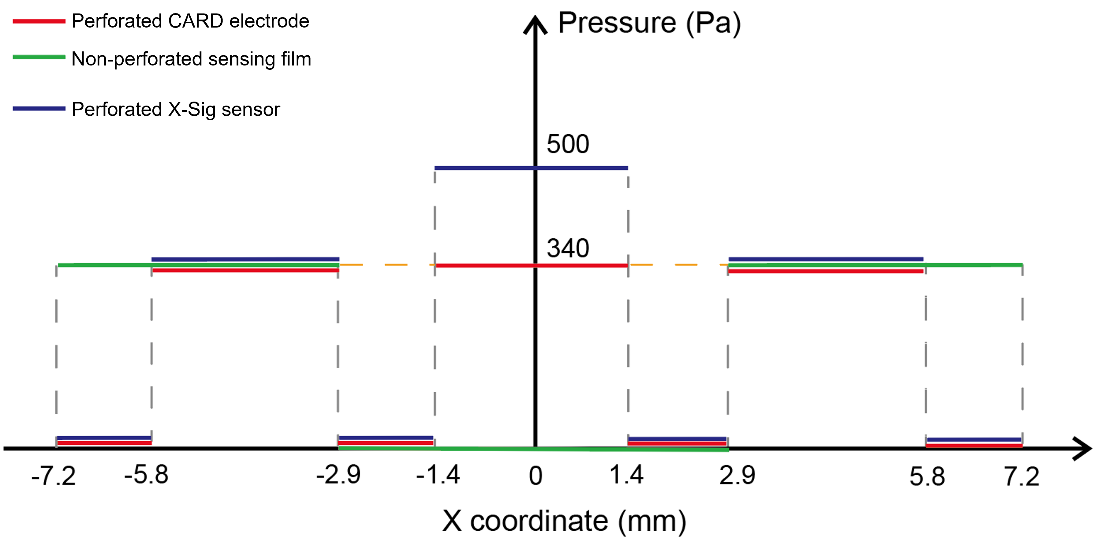 Perforated CARD electrode
Non-perforated sensing film
Perforated X-Sig sensor
Pressure (Pa)
500
340
-7.2 -5.8 -2.9 -1.4 0 1.4 2.9 5.8 7.2
X coordinate (mm)